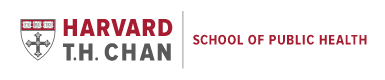 HARVARD
T.H. CHAN
SCHOOL OF PUBLIC HEALTH